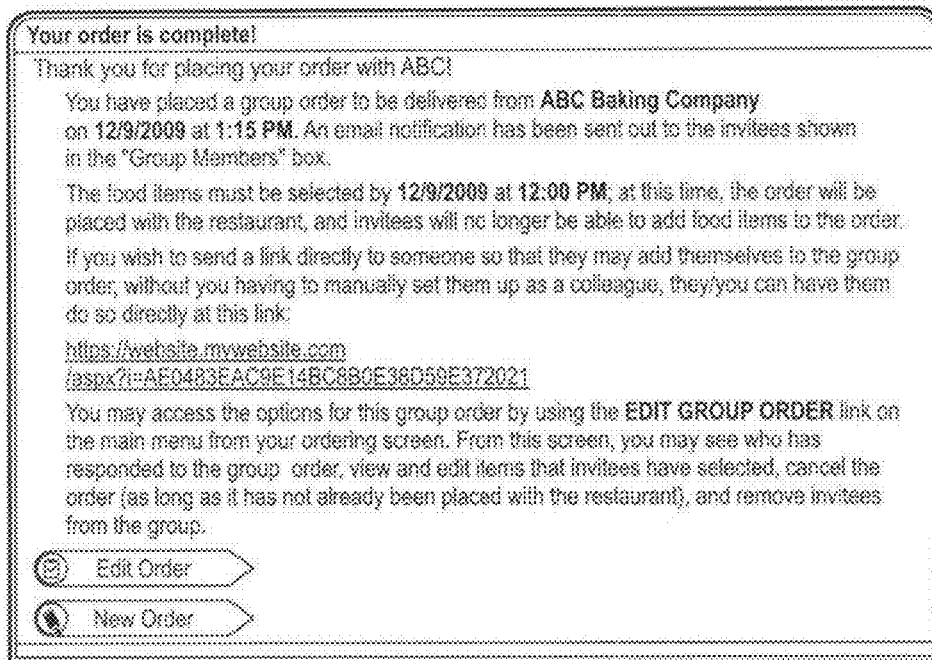 Your order is complete!
Thank you for placing your order with ABC!
You have placed a group order to be delivered from ABC Baking Company
on 12/9/2009 at 1:15 PM. An email notification has been sent out to the invitees shown
in the "Group Members" box.
The food items must be selected by 12/9/2009 at 12:00 PM; at this time, the order will be
placed with the restaurant, and invitees will no longer be able to add food items to the order.
If you wish to send a link directly to someone so that they may add themselves to the group
order, without you having to manually set them up as a colleague, they/you can have them
do so directly at this link:
https://website.mywebsite.com
/aspx?i=AE0483EAC9E14BC8B0E38D59E372021
You may access the options for this group order by using the EDIT GROUP ORDER link on
the main menu from your ordering screen. From this screen, you may see who has
responded to the group order, view and edit items that invitees have selected, cancel the
order (as long as it has not already been placed with the restaurant), and remove invitees
from the group.
Edit Order
New Order